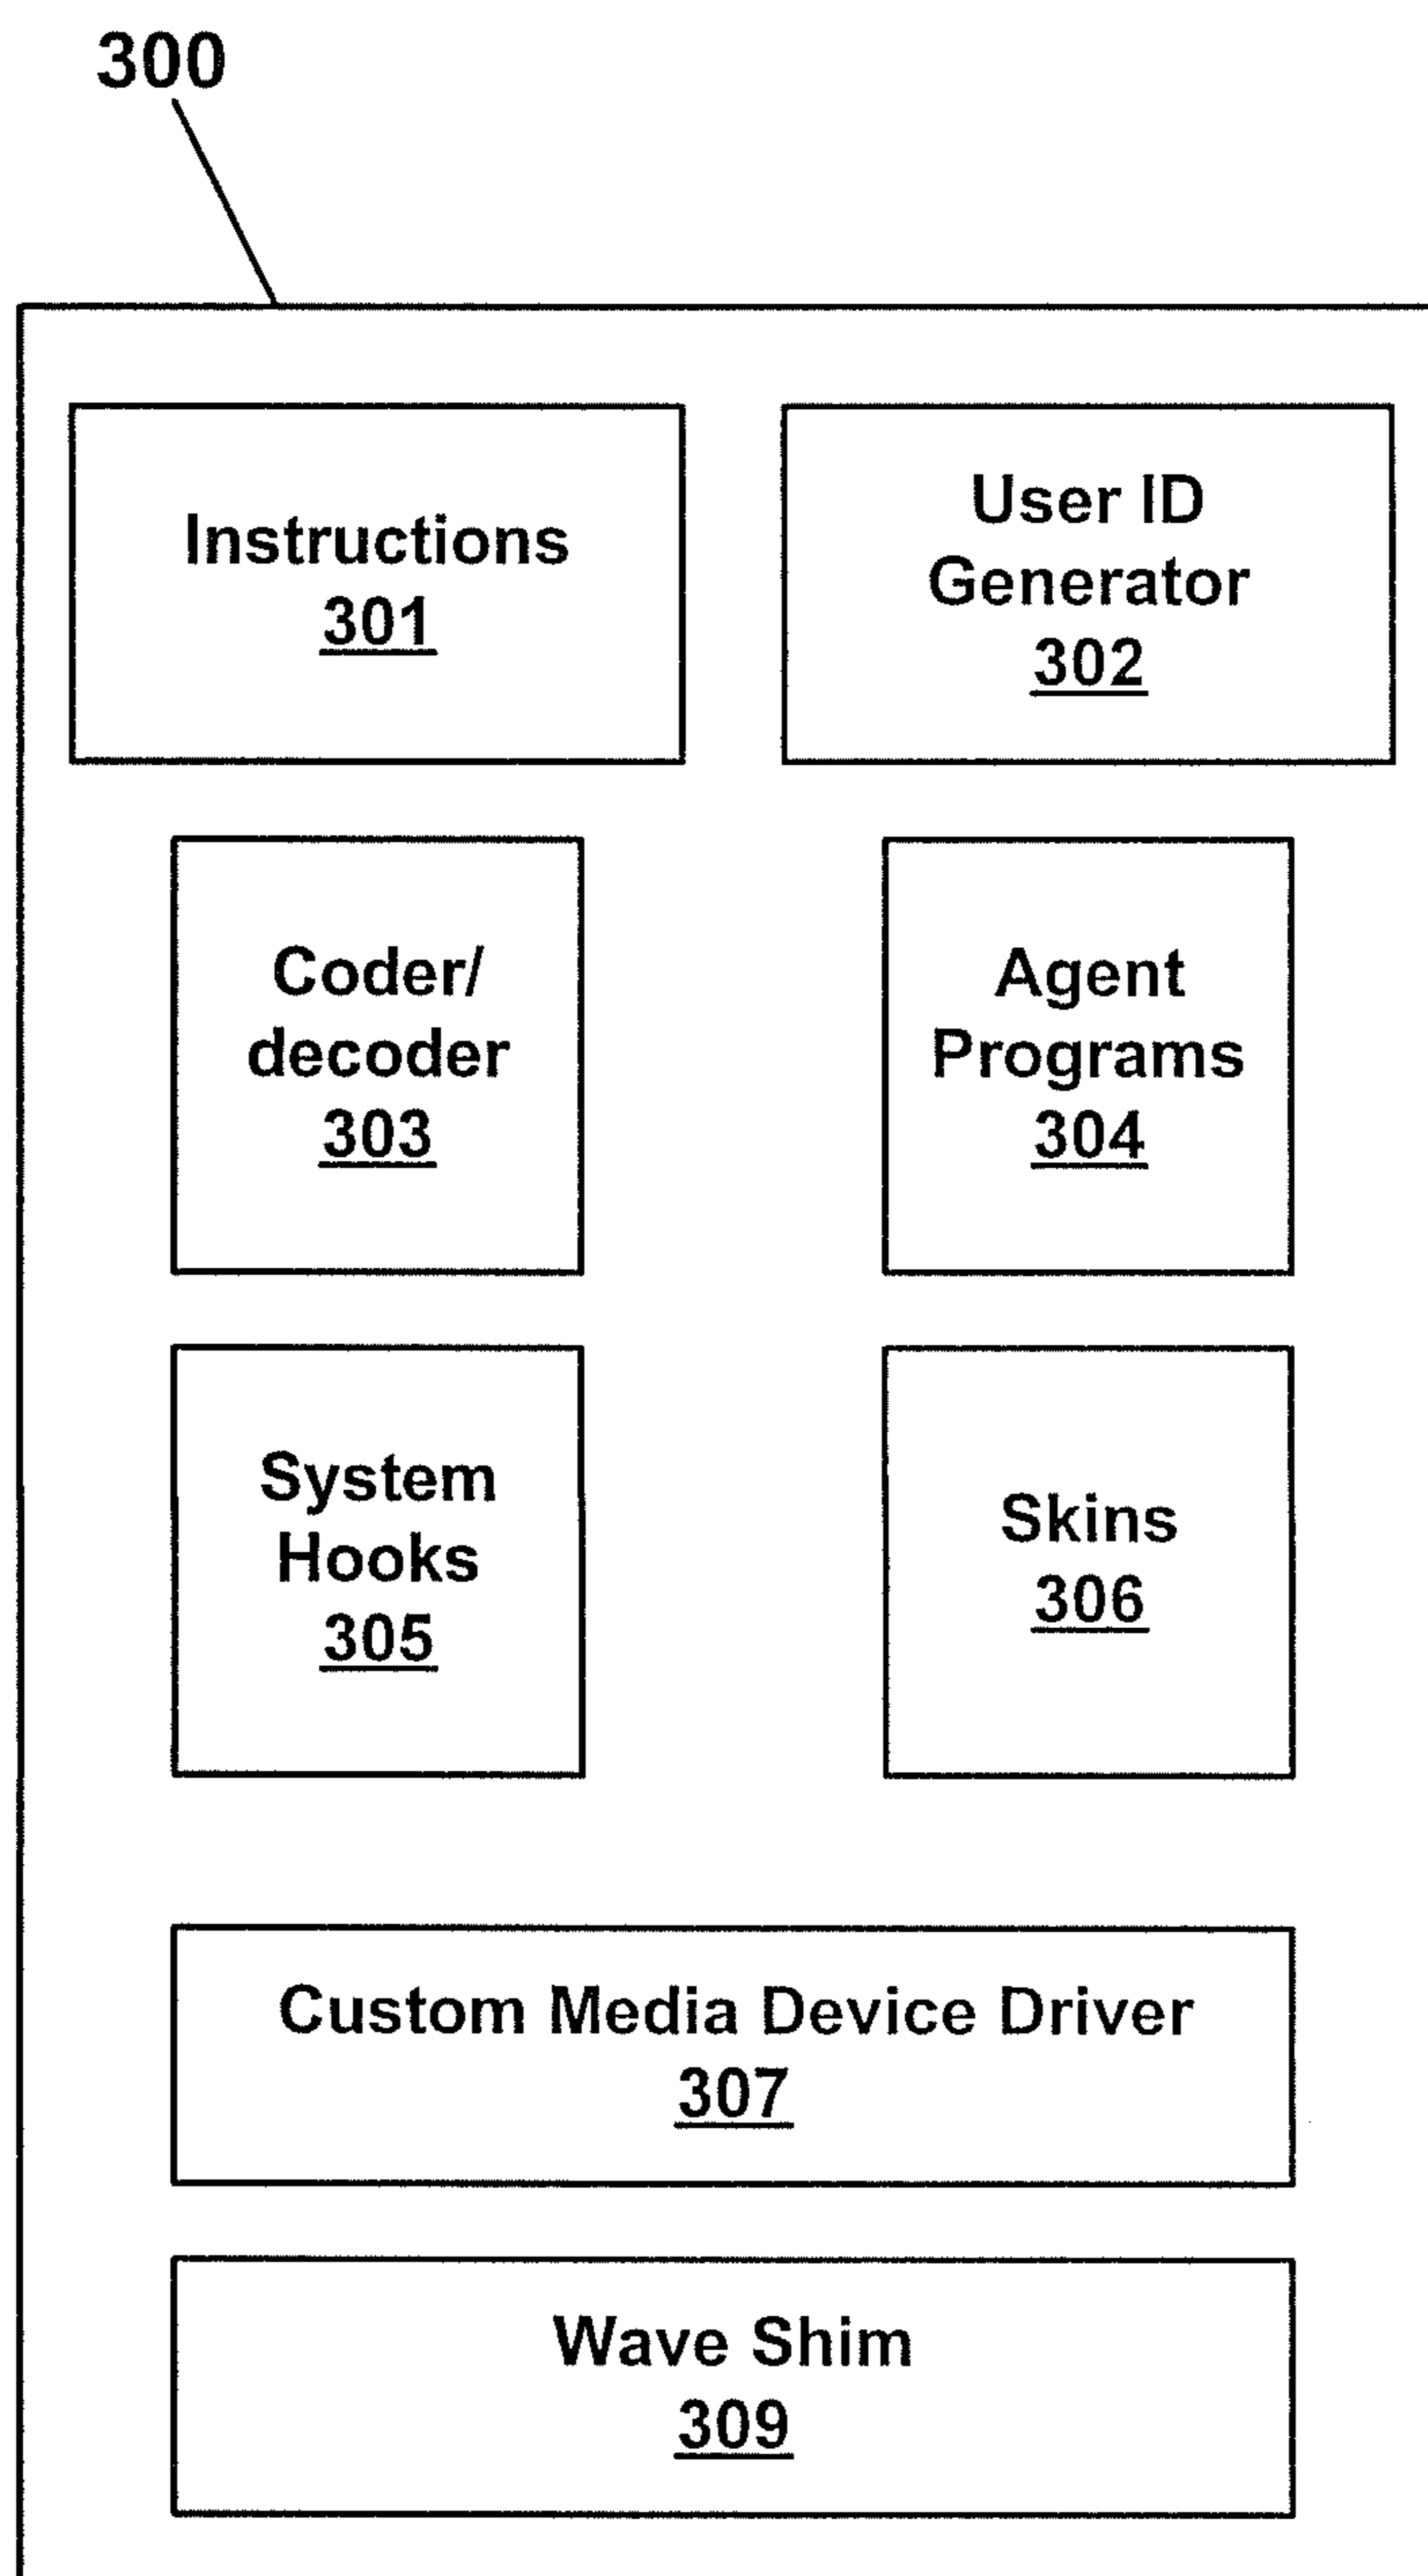 300
Instructions
301
User ID
Generator
302
Coder/
decoder
303
Agent
Programs
304
System
Hooks
305
Skins
306
Custom Media Device Driver
307
Wave Shim
309